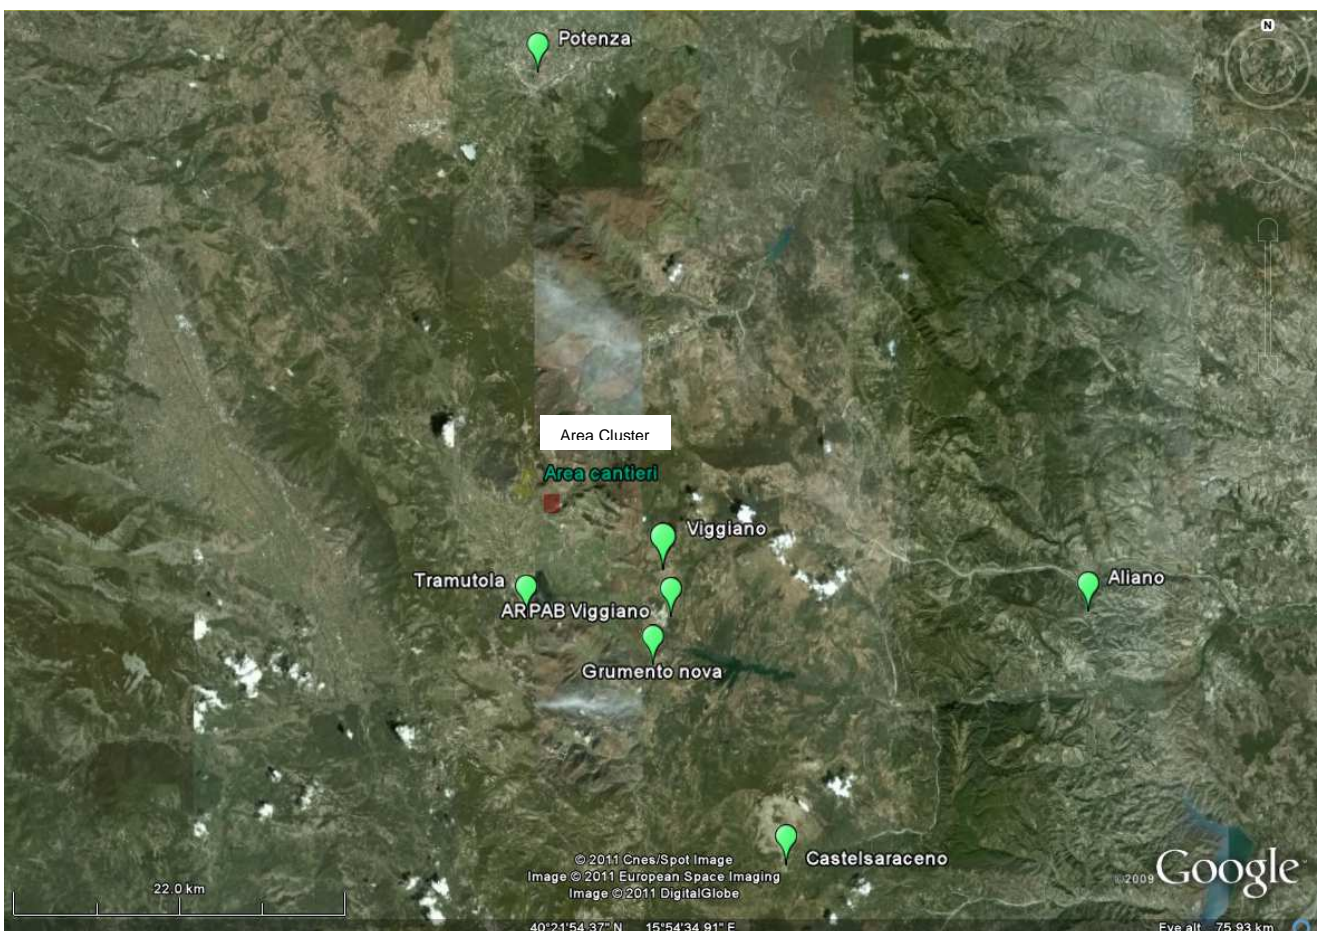 N
Potenza
Area Cluster
Area cantieri
Viggiano
Tramutola
Aliano
ARPAB Viggiano
Grumento nova
Castelsaraceno
© 2011 Cnes/Spot Image
Image © 2011 European Space Imaging
Image © 2011 DigitalGlobe
©2009 Google
22.0 km
40°21'54.37" N 15°54'34.91" E
Eye alt 75.93 km